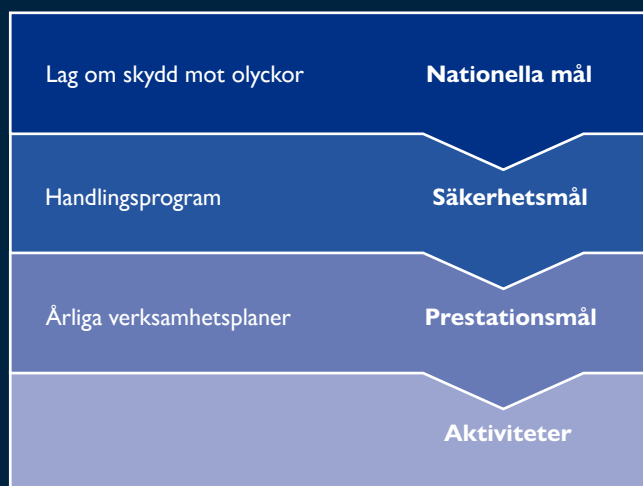 Lag om skydd mot olyckor Nationella mål
Handlingsprogram Säkerhetsmål
Årliga verksamhetsplaner Prestationsmål
Aktiviteter